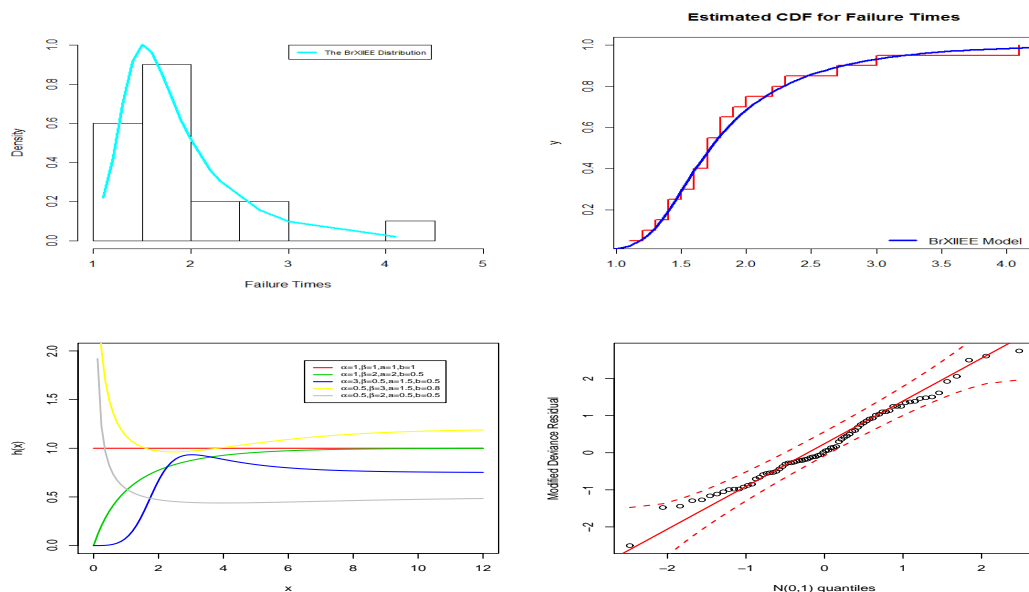 Density
0.0 0.2 0.4 0.6 0.8 1.0
The BrXIIEE Distribution
1 2 3 4 5
Failure Times
Estimated CDF for Failure Times
y
0.2 0.4 0.6 0.8 1.0
BrXIIEE Model
1.0 1.5 2.0 2.5 3.0 3.5 4.0
h(x)
0.0 0.5 1.0 1.5 2.0
α=1,β=1,a=1,b=1
α=1,β=2,a=2,b=0.5
α=3,β=0.5,a=1.5,b=0.5
α=0.5,β=3,a=1.5,b=0.8
α=0.5,β=2,a=0.5,b=0.5
0 2 4 6 8 10 12
x
Modified Deviance Residual
−2 −1 0 1 2
−2 −1 0 1 2
N(0,1) quantiles